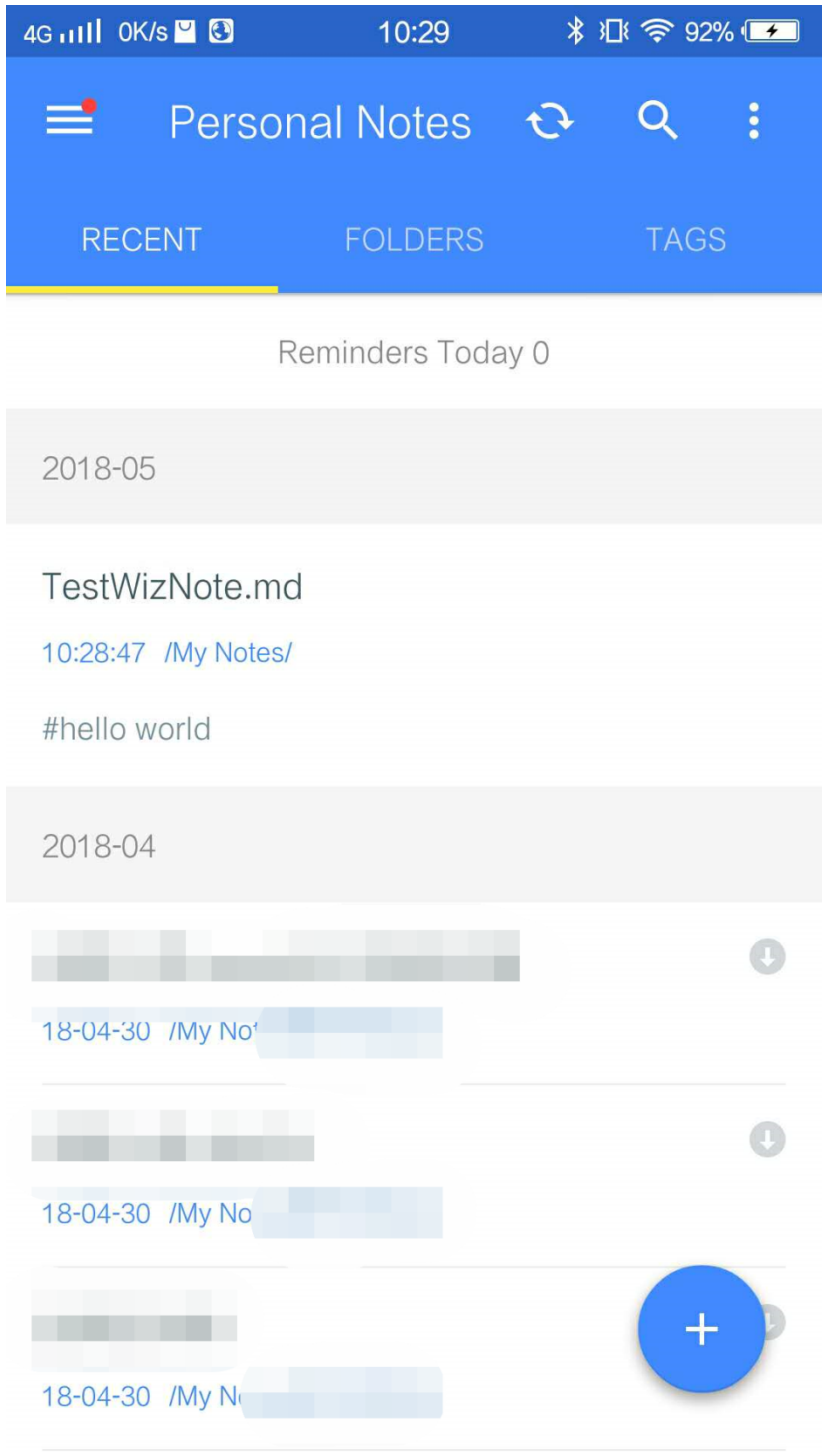 4G 0K/s 10:29 92%
Personal Notes
RECENT FOLDERS TAGS
Reminders Today 0
2018-05
TestWizNote.md
10:28:47 /My Notes/
#hello world
2018-04
18-04-30 /My
18-04-30 /My
18-04-30 /My